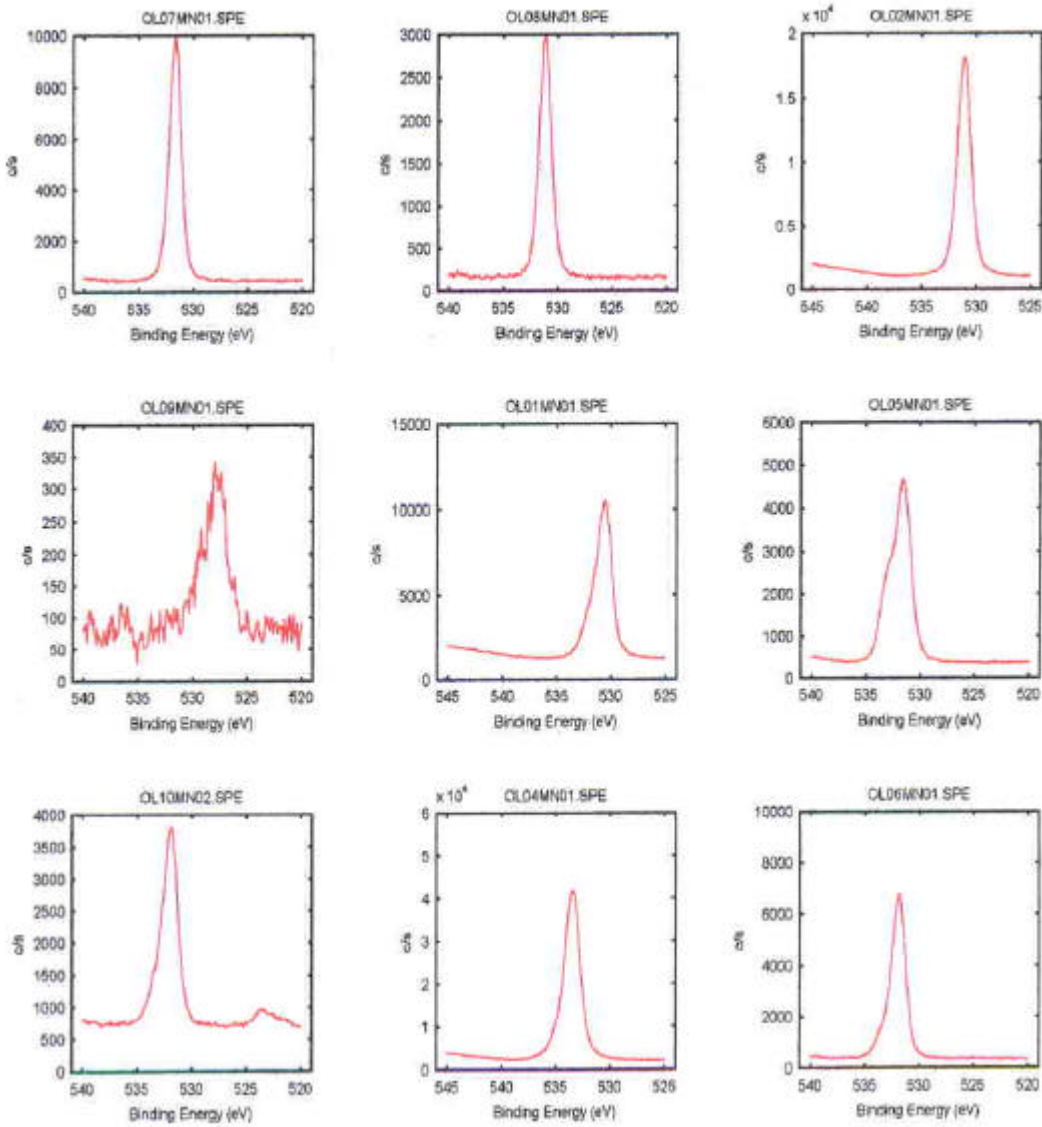 OL07MN01.SPE
10000
8000
6000
4000
2000
0
c/s
540 535 530 525 520
Binding Energy (eV)
OL08MN01.SPE
3000
2500
2000
1500
1000
500
0
c/s
540 535 530 525 520
Binding Energy (eV)
x 10⁴
OL02MN01.SPE
2
1.5
1
0.5
0
c/s
545 540 535 530 525
Binding Energy (eV)
OL09MN01.SPE
400
350
300
250
200
150
100
50
0
c/s
540 535 530 525 520
Binding Energy (eV)
OL01MN01.SPE
15000
10000
5000
0
c/s
545 540 535 530 525
Binding Energy (eV)
OL05MN01.SPE
6000
5000
4000
3000
2000
1000
0
c/s
540 535 530 525 520
Binding Energy (eV)
OL10MN02.SPE
4000
3500
3000
2500
2000
1500
1000
500
0
c/s
540 535 530 525 520
Binding Energy (eV)
x 10⁴
OL04MN01.SPE
6
5
4
3
2
1
0
c/s
545 540 535 530 525
Binding Energy (eV)
OL06MN01.SPE
10000
8000
6000
4000
2000
0
c/s
540 535 530 525 520
Binding Energy (eV)